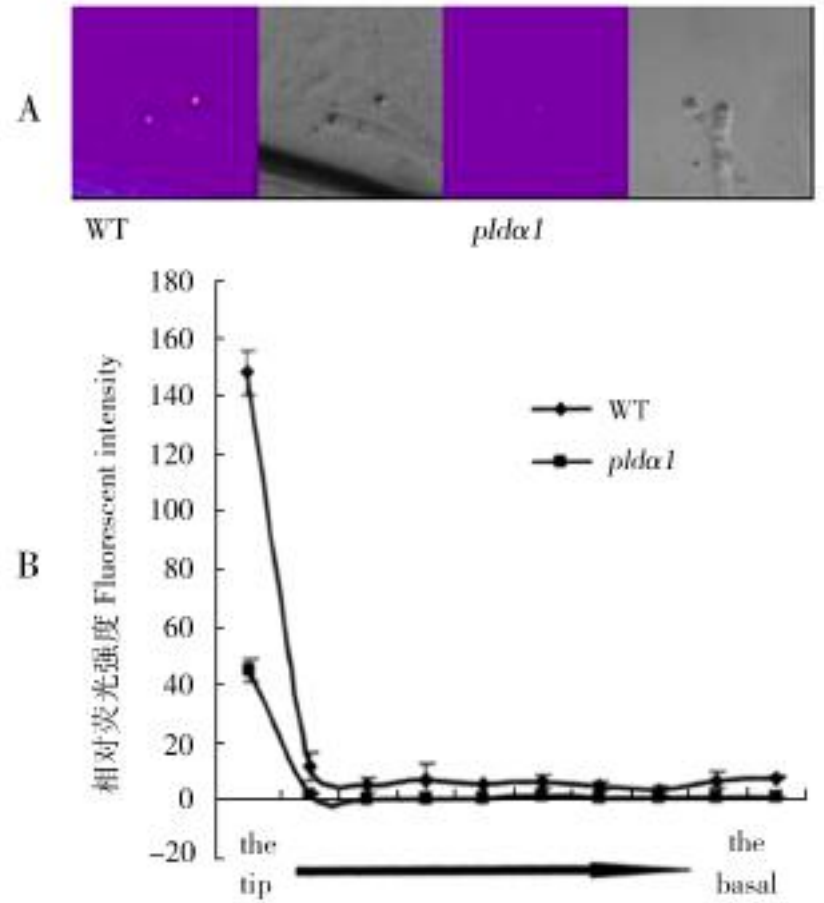 A
WT
pldα1
B
相对荧光强度 Fluorescent intensity
180
160
140
120
100
80
60
40
20
0
-20
WT
pldα1
the
tip
the
basal